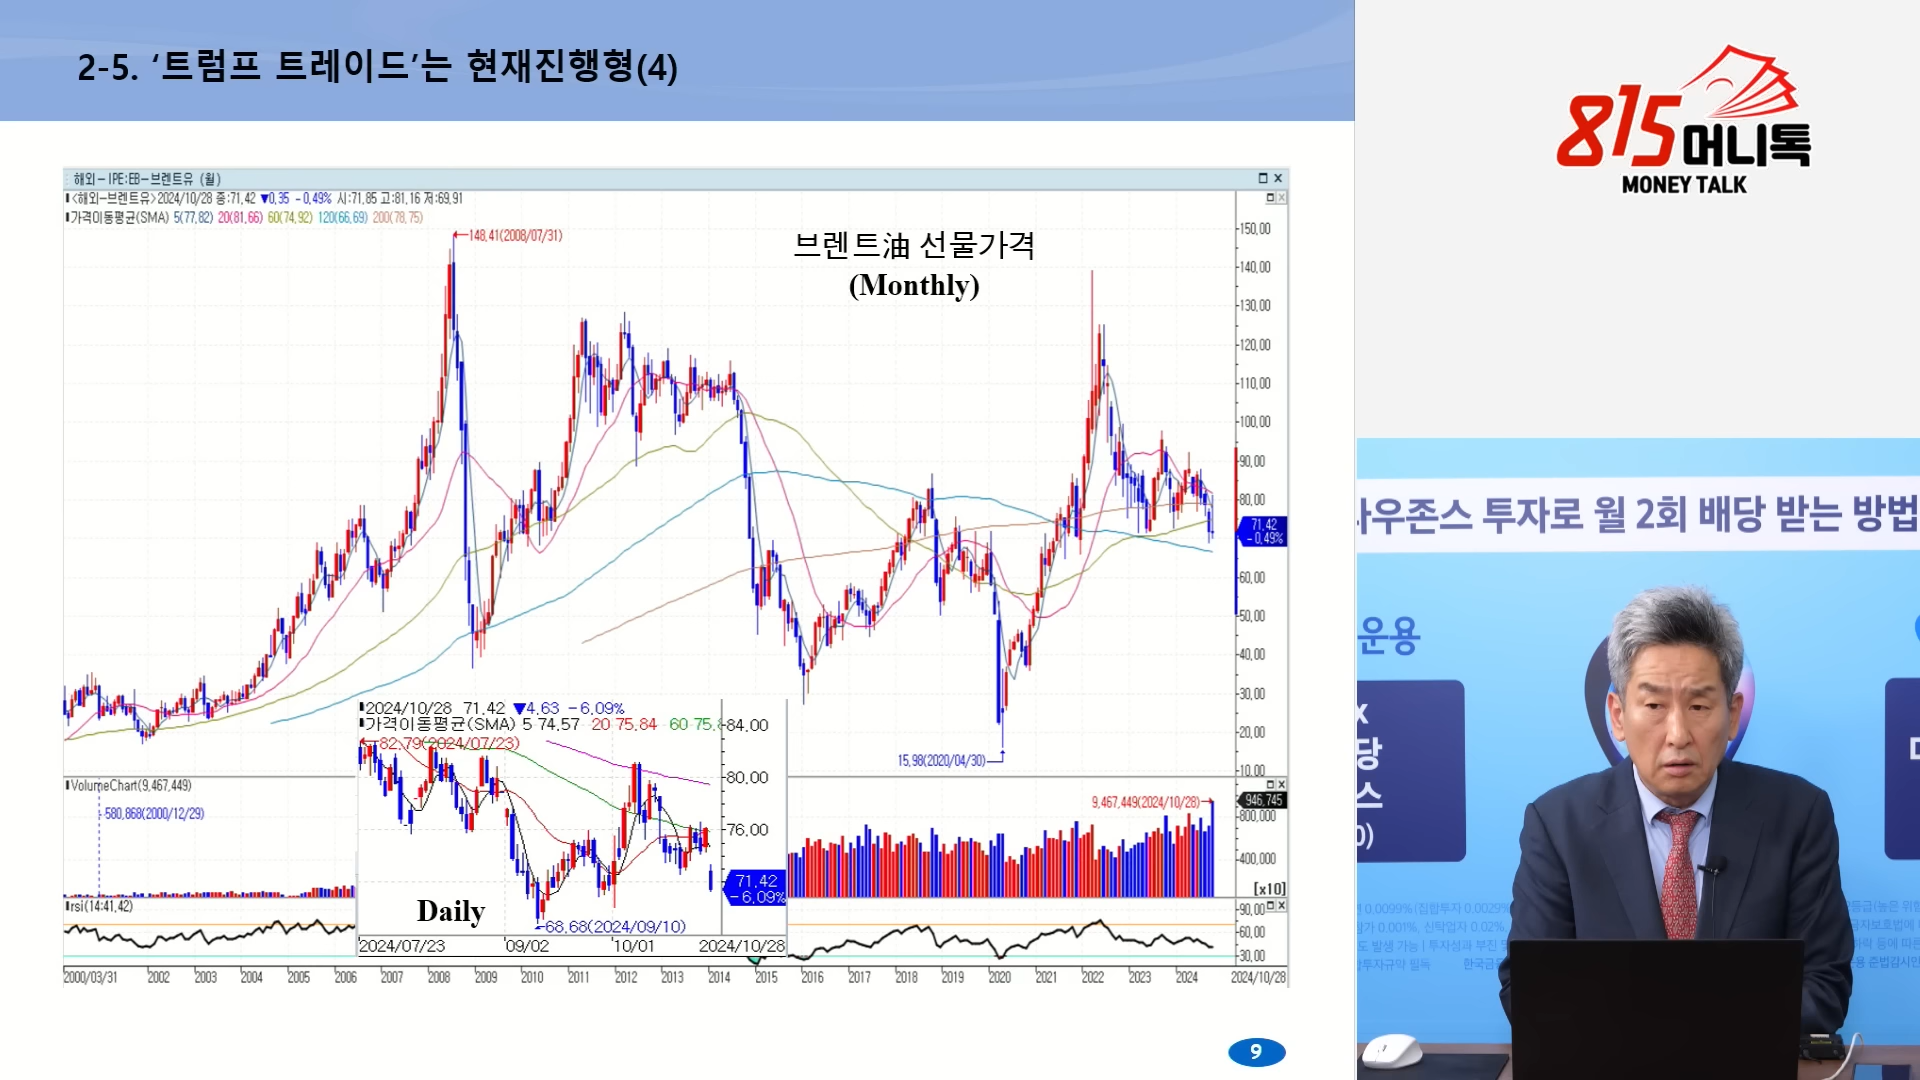 2-5. ‘트럼프 트레이드’는 현재진행형(4)
815머니톡
MONEY TALK
해외-IPE:EB-브렌트유 (월)
<해외-브렌트유>2024/10/28 종:71,42 ▼0,35 -0,49% 시:71,85 고:81,16 저:69,91
가격이동평균(SMA) 5(77,82) 20(81,66) 60(74,92) 120(66,69) 200(78,75)
148,41(2008/07/31)
브렌트油 선물가격
(Monthly)
150,00
140,00
130,00
120,00
110,00
100,00
90,00
80,00
71,42
-0,49%
60,00
50,00
40,00
30,00
20,00
10,00
15,98(2020/04/30)
2024/10/28 71.42 ▼4.63 -6.09%
가격이동평균(SMA) 5 74.57 20 75.84 60 75.
82.79(2024/07/23)
84.00
80.00
76.00
71.42
-6.09%
68.68(2024/09/10)
Daily
2024/07/23 09/02 10/01 2024/10/28
VolumeChart(9,467,449)
580,868(2000/12/29)
9,467,449(2024/10/28)
946,745
800,000
400,000
[x10]
rsi(14:41,42)
90,00
60,00
30,00
2000/03/31 2002 2003 2004 2005 2006 2007 2008 2009 2010 2011 2012 2013 2014 2015 2016 2017 2018 2019 2020 2021 2022 2023 2024 2024/10/28
9
우존스 투자로 월 2회 배당 받는 방법
운용
당
스
0)